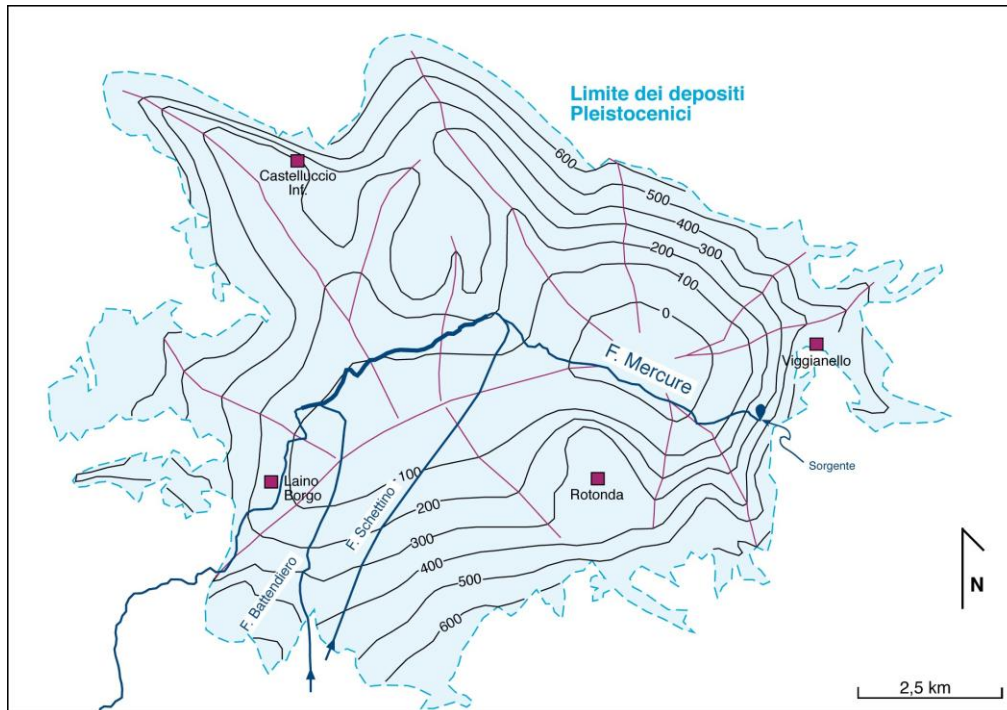 Limite dei depositi
Pleistocenici
600
500
400
300
200
100
0
Castelluccio
Inf.
F. Mercure
Viggianello
Sorgente
Laino
Borgo
Rotonda
F. Schettino
F. Battendiero
100
200
300
400
500
600
N
2,5 km